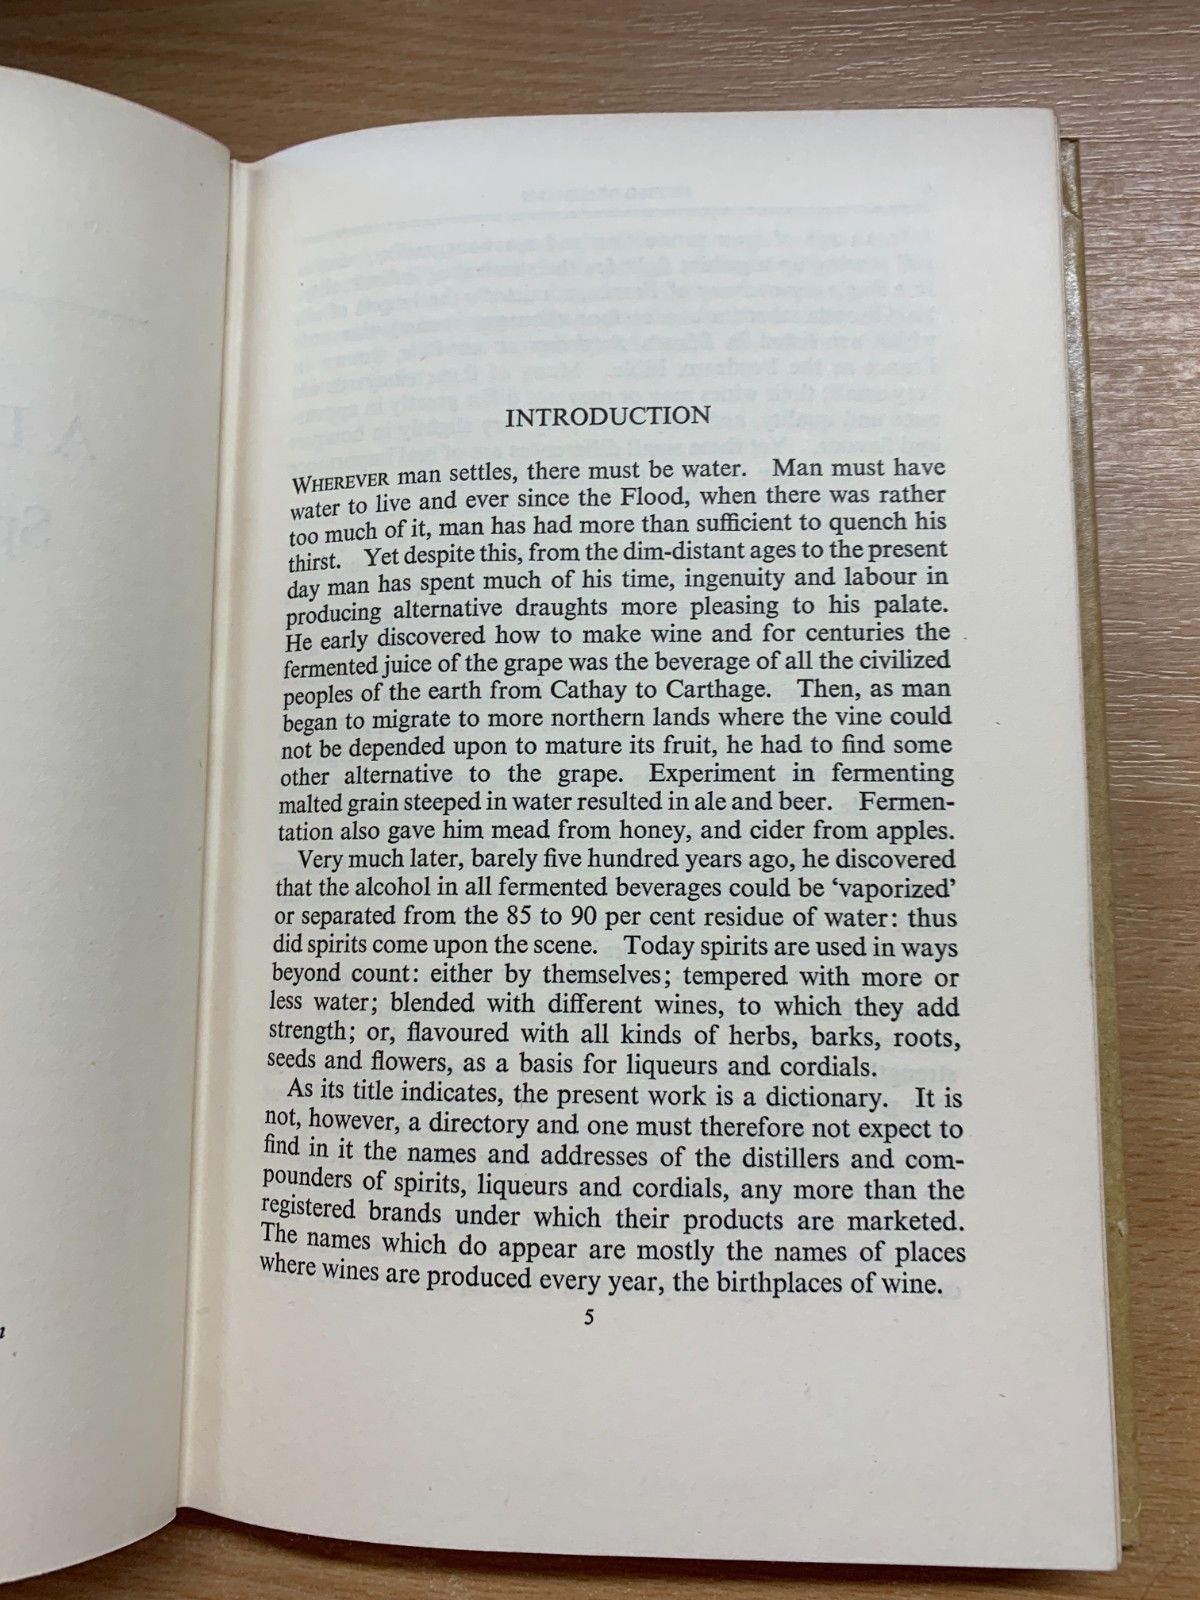 INTRODUCTION
WHEREVER man settles, there must be water. Man must have
water to live and ever since the Flood, when there was rather
too much of it, man has had more than sufficient to quench his
thirst. Yet despite this, from the dim-distant ages to the present
day man has spent much of his time, ingenuity and labour in
producing alternative draughts more pleasing to his palate.
He early discovered how to make wine and for centuries the
fermented juice of the grape was the beverage of all the civilized
peoples of the earth from Cathay to Carthage. Then, as man
began to migrate to more northern lands where the vine could
not be depended upon to mature its fruit, he had to find some
other alternative to the grape. Experiment in fermenting
malted grain steeped in water resulted in ale and beer. Fermen-
tation also gave him mead from honey, and cider from apples.
Very much later, barely five hundred years ago, he discovered
that the alcohol in all fermented beverages could be ‘vaporized’
or separated from the 85 to 90 per cent residue of water: thus
did spirits come upon the scene. Today spirits are used in ways
beyond count: either by themselves; tempered with more or
less water; blended with different wines, to which they add
strength; or, flavoured with all kinds of herbs, barks, roots,
seeds and flowers, as a basis for liqueurs and cordials.
As its title indicates, the present work is a dictionary. It is
not, however, a directory and one must therefore not expect to
find in it the names and addresses of the distillers and com-
pounders of spirits, liqueurs and cordials, any more than the
registered brands under which their products are marketed.
The names which do appear are mostly the names of places
where wines are produced every year, the birthplaces of wine.
5